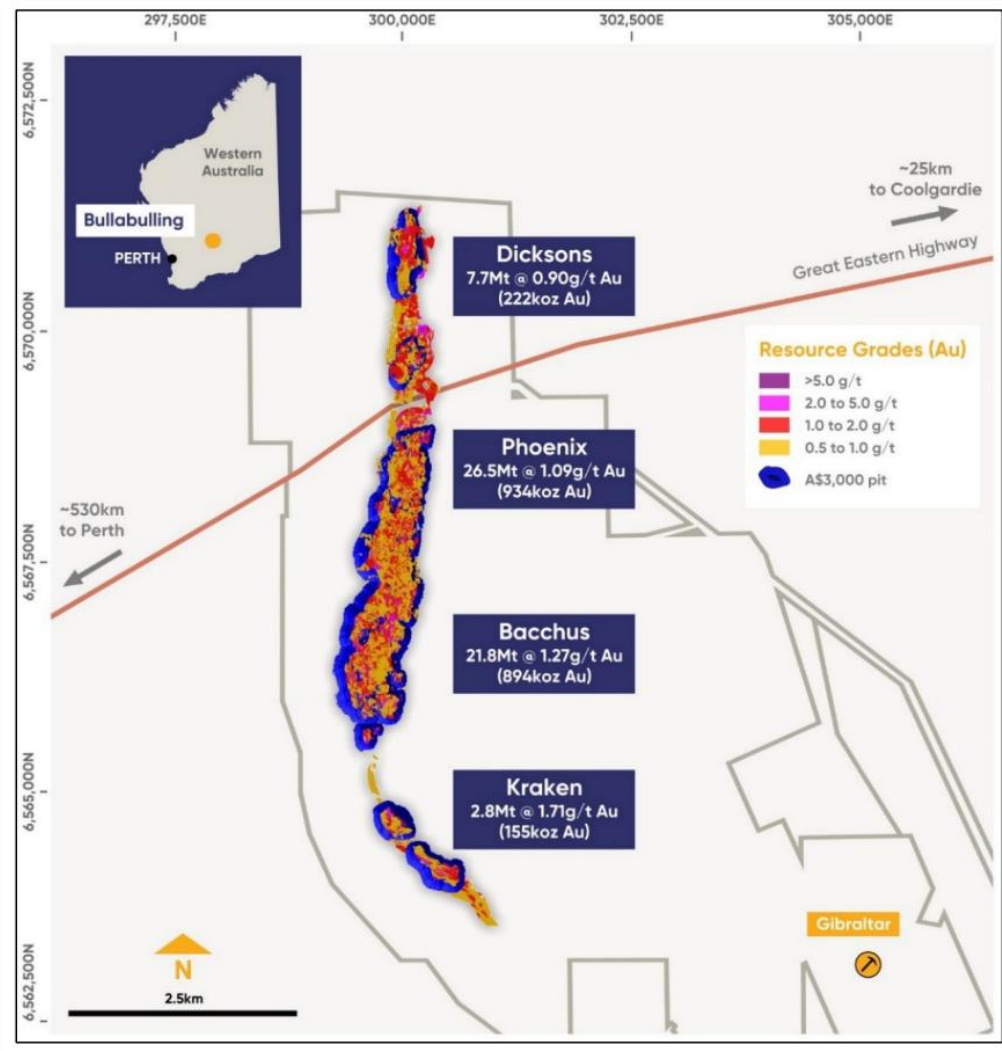 297,500E
300,000E
302,500E
305,000E
6,572,500N
6,570,000N
6,567,500N
6,565,000N
6,562,500N
Western
Australia
Bullabulling
PERTH
~25km
to Coolgardie
Great Eastern Highway
Dicksons
7.7Mt @ 0.90g/t Au
(222koz Au)
Resource Grades (Au)
>5.0 g/t
2.0 to 5.0 g/t
1.0 to 2.0 g/t
0.5 to 1.0 g/t
A$3,000 pit
Phoenix
26.5Mt @ 1.09g/t Au
(934koz Au)
~530km
to Perth
Bacchus
21.8Mt @ 1.27g/t Au
(894koz Au)
Kraken
2.8Mt @ 1.71g/t Au
(155koz Au)
Gibraltar
N
2.5km